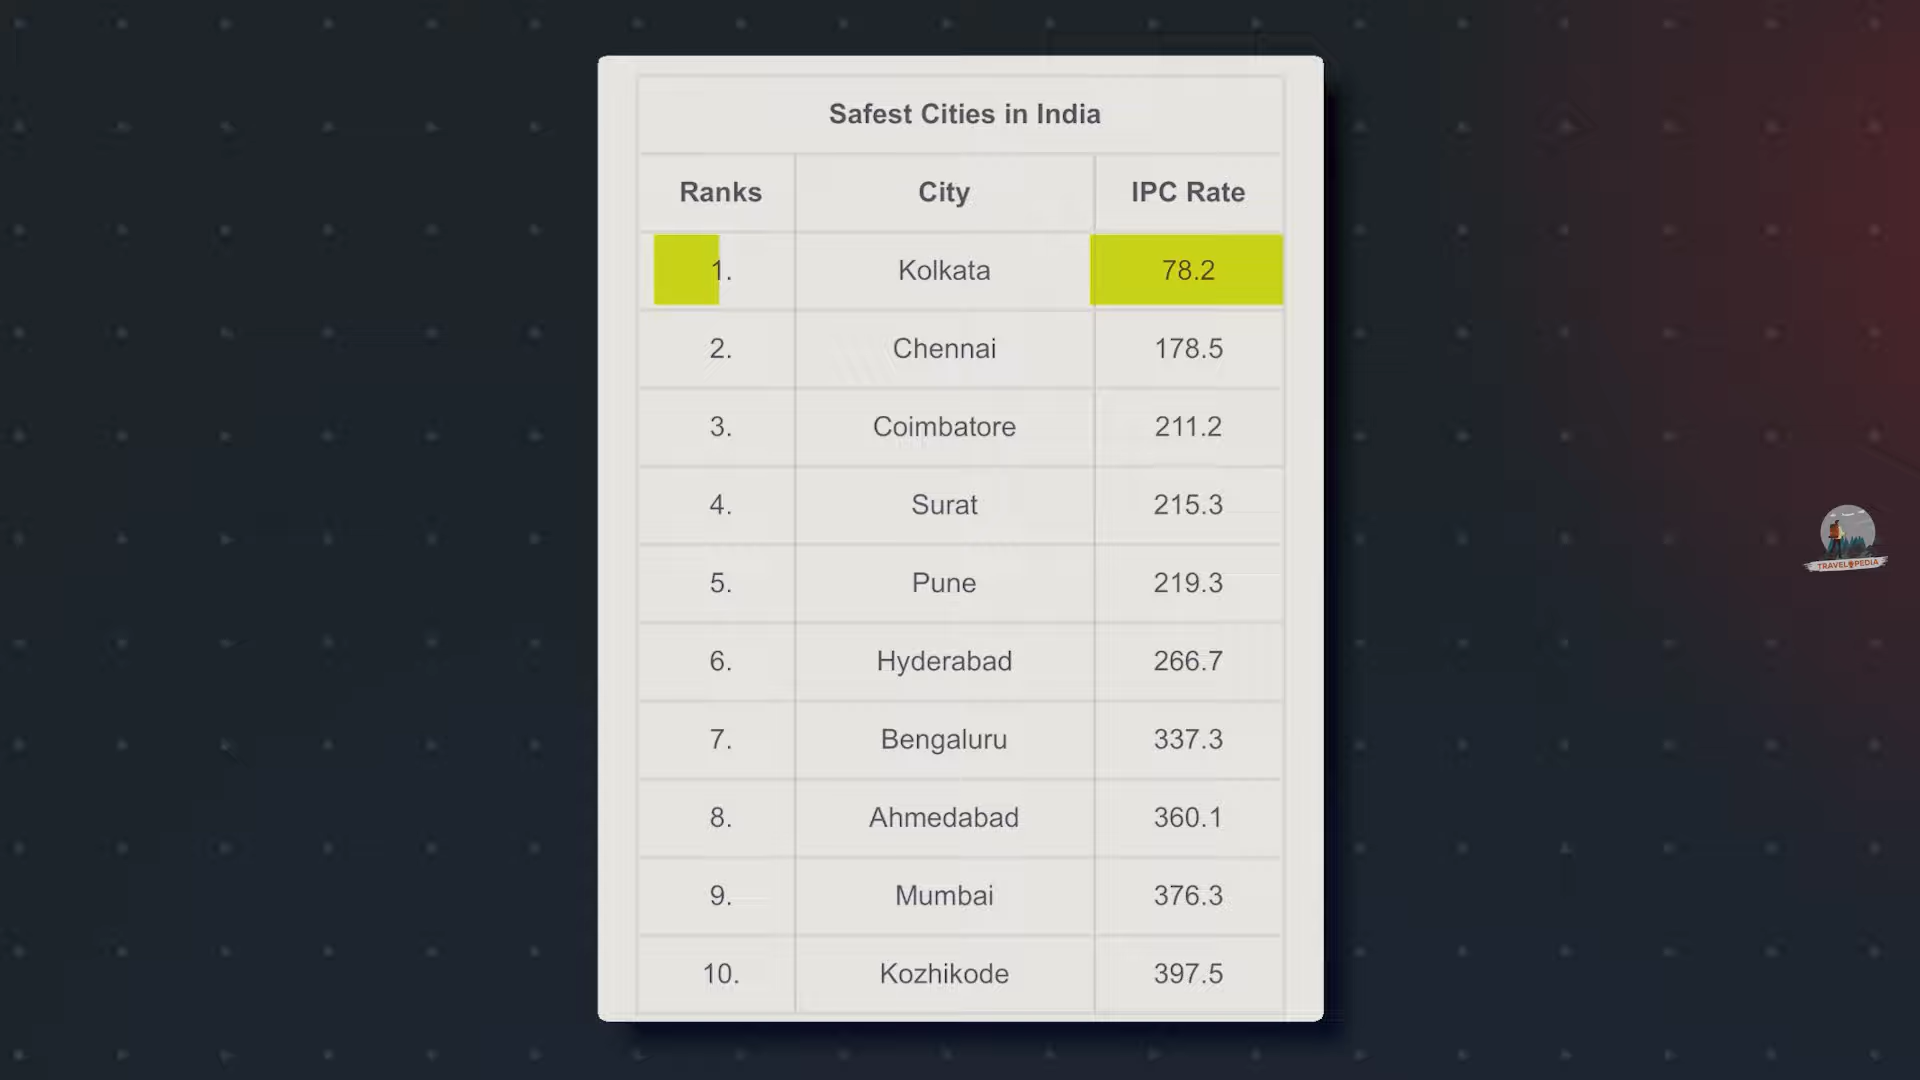 Safest Cities in India
Ranks City IPC Rate
1. Kolkata 78.2
2. Chennai 178.5
3. Coimbatore 211.2
4. Surat 215.3
5. Pune 219.3
6. Hyderabad 266.7
7. Bengaluru 337.3
8. Ahmedabad 360.1
9. Mumbai 376.3
10. Kozhikode 397.5
TRAVELOPEDIA